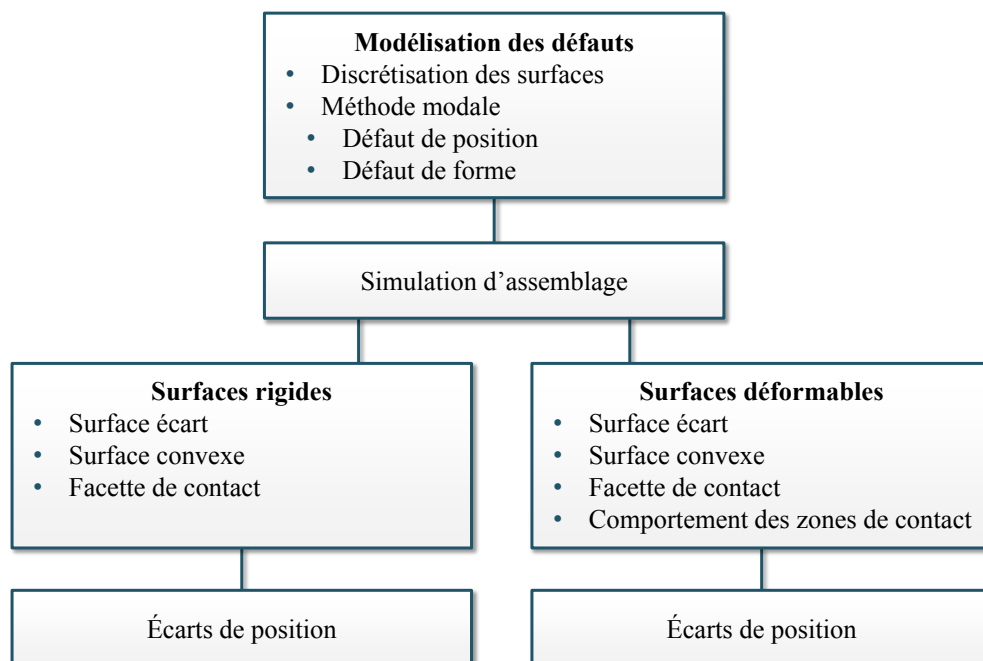 Modélisation des défauts
• Discrétisation des surfaces
• Méthode modale
• Défaut de position
• Défaut de forme
Simulation d’assemblage
Surfaces rigides
• Surface écart
• Surface convexe
• Facette de contact
Surfaces déformables
• Surface écart
• Surface convexe
• Facette de contact
• Comportement des zones de contact
Écarts de position
Écarts de position